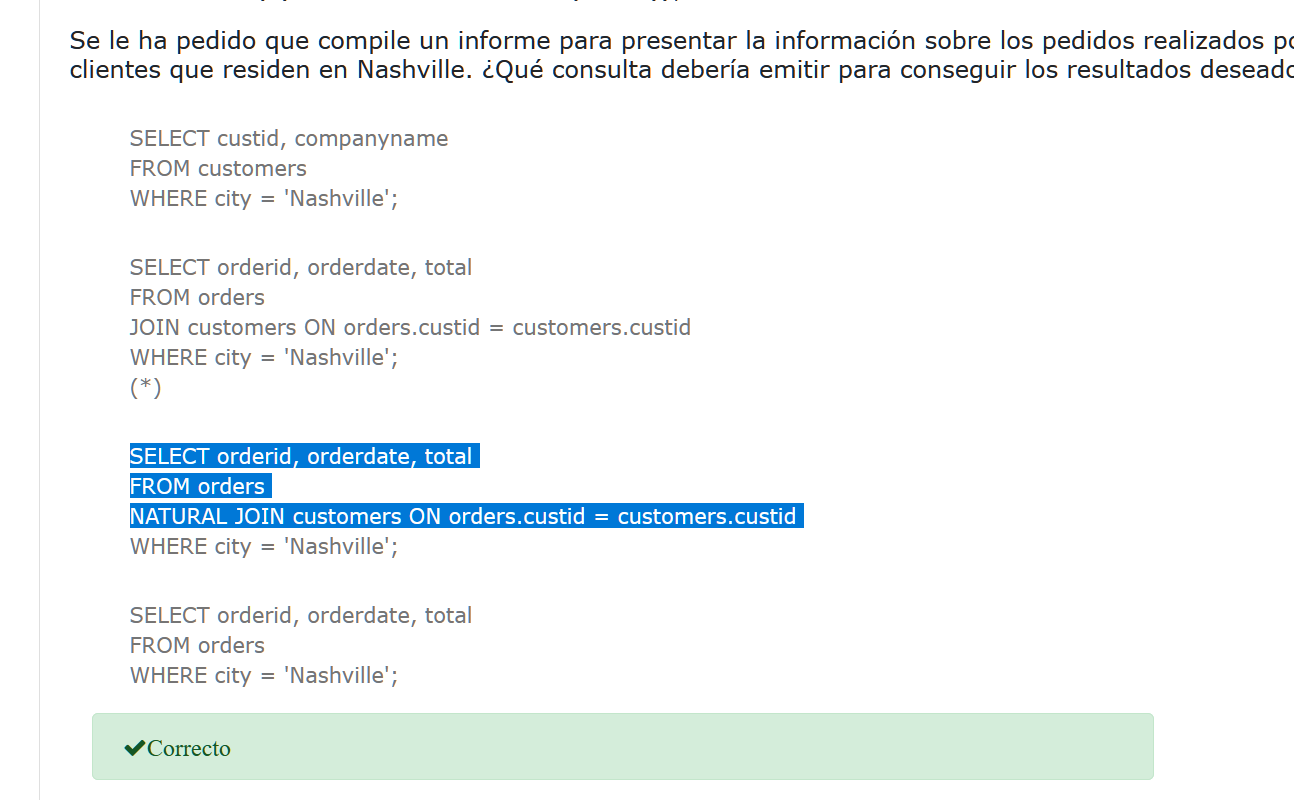 Se le ha pedido que compile un informe para presentar la información sobre los pedidos realizados
clientes que residen en Nashville. ¿Qué consulta debería emitir para conseguir los resultados
SELECT custid, companyname
FROM customers
WHERE city = 'Nashville';
SELECT orderid, orderdate, total
FROM orders
JOIN customers ON orders.custid = customers.custid
WHERE city = 'Nashville';
(*)
SELECT orderid, orderdate, total
FROM orders
NATURAL JOIN customers ON orders.custid = customers.custid
WHERE city = 'Nashville';
SELECT orderid, orderdate, total
FROM orders
WHERE city = 'Nashville';
✔Correcto